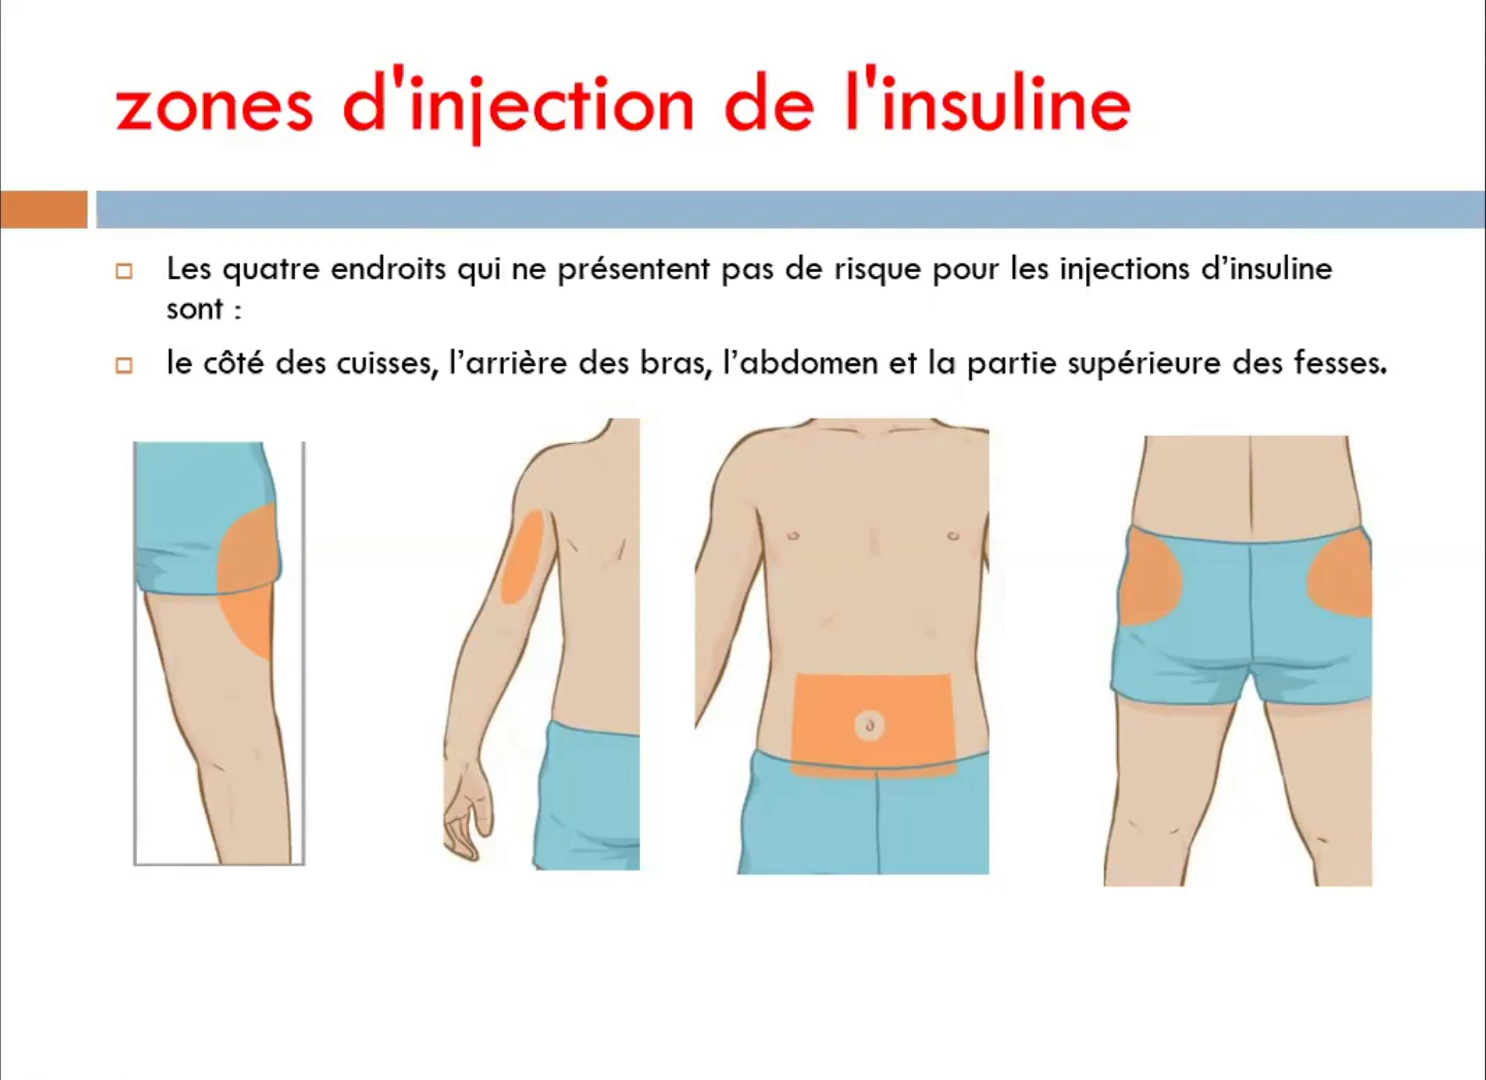 zones d'injection de l'insuline
Les quatre endroits qui ne présentent pas de risque pour les injections d’insuline
sont :
le côté des cuisses, l’arrière des bras, l’abdomen et la partie supérieure des fesses.